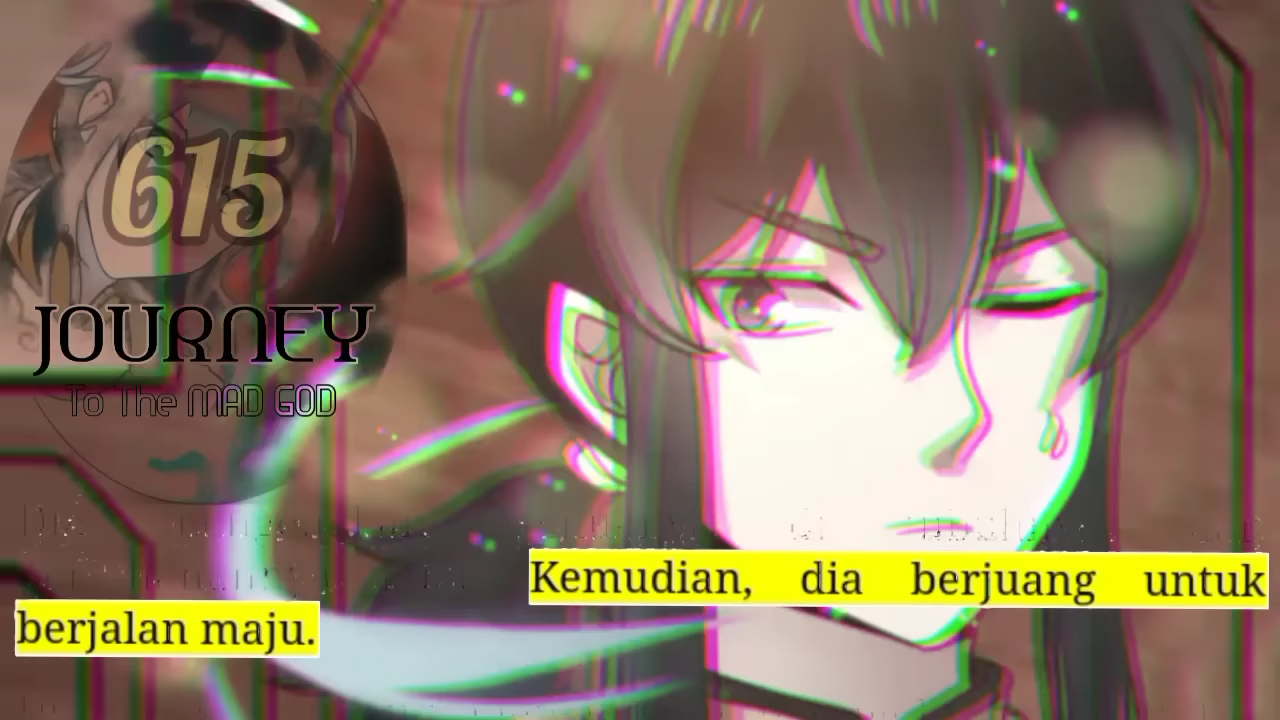 615
JOURNEY
To The MAD GOD
Kemudian, dia berjuang untuk
berjalan maju.